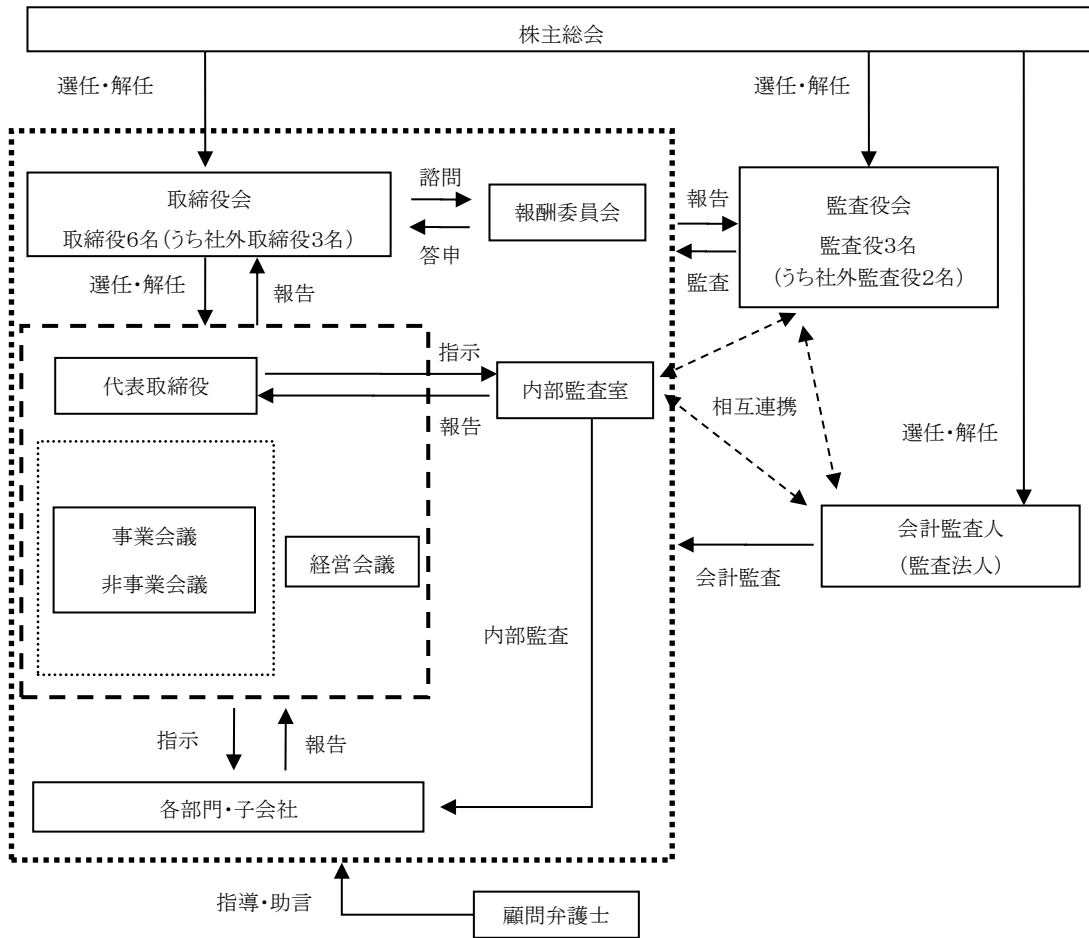 株主総会
選任・解任
選任・解任
取締役会
取締役6名（うち社外取締役3名）
諮問
答申
報酬委員会
報告
監査
監査役会
監査役3名
（うち社外監査役2名）
選任・解任
報告
代表取締役
指示
報告
内部監査室
相互連携
選任・解任
事業会議
非事業会議
経営会議
会計監査人
（監査法人）
会計監査
内部監査
指示
報告
各部門・子会社
指導・助言
顧問弁護士